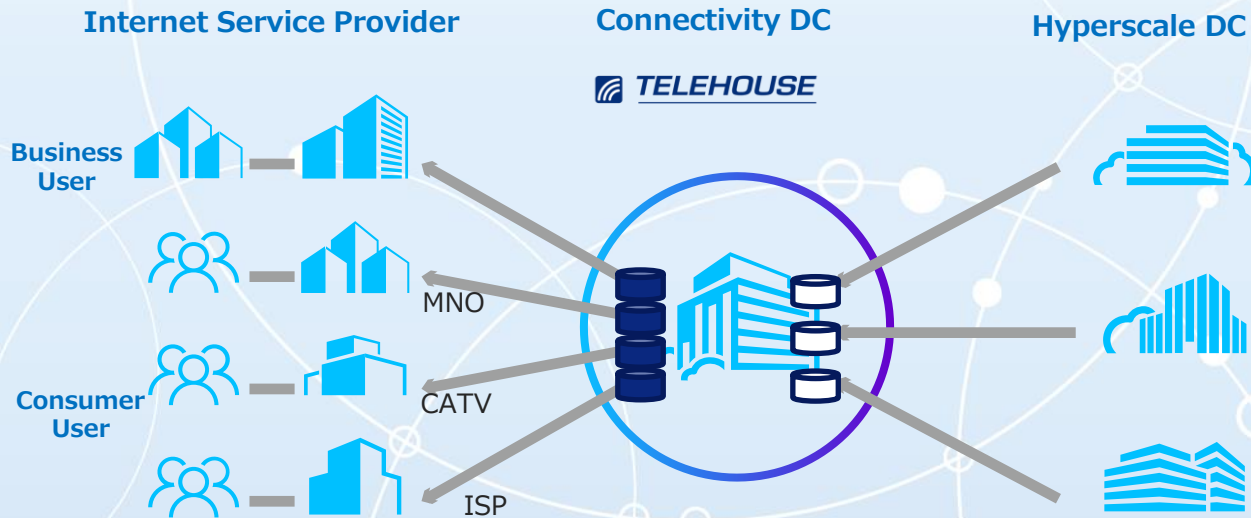 Internet Service Provider
Connectivity DC
Hyperscale DC
TELEHOUSE
Business
User
MNO
Consumer
User
CATV
ISP